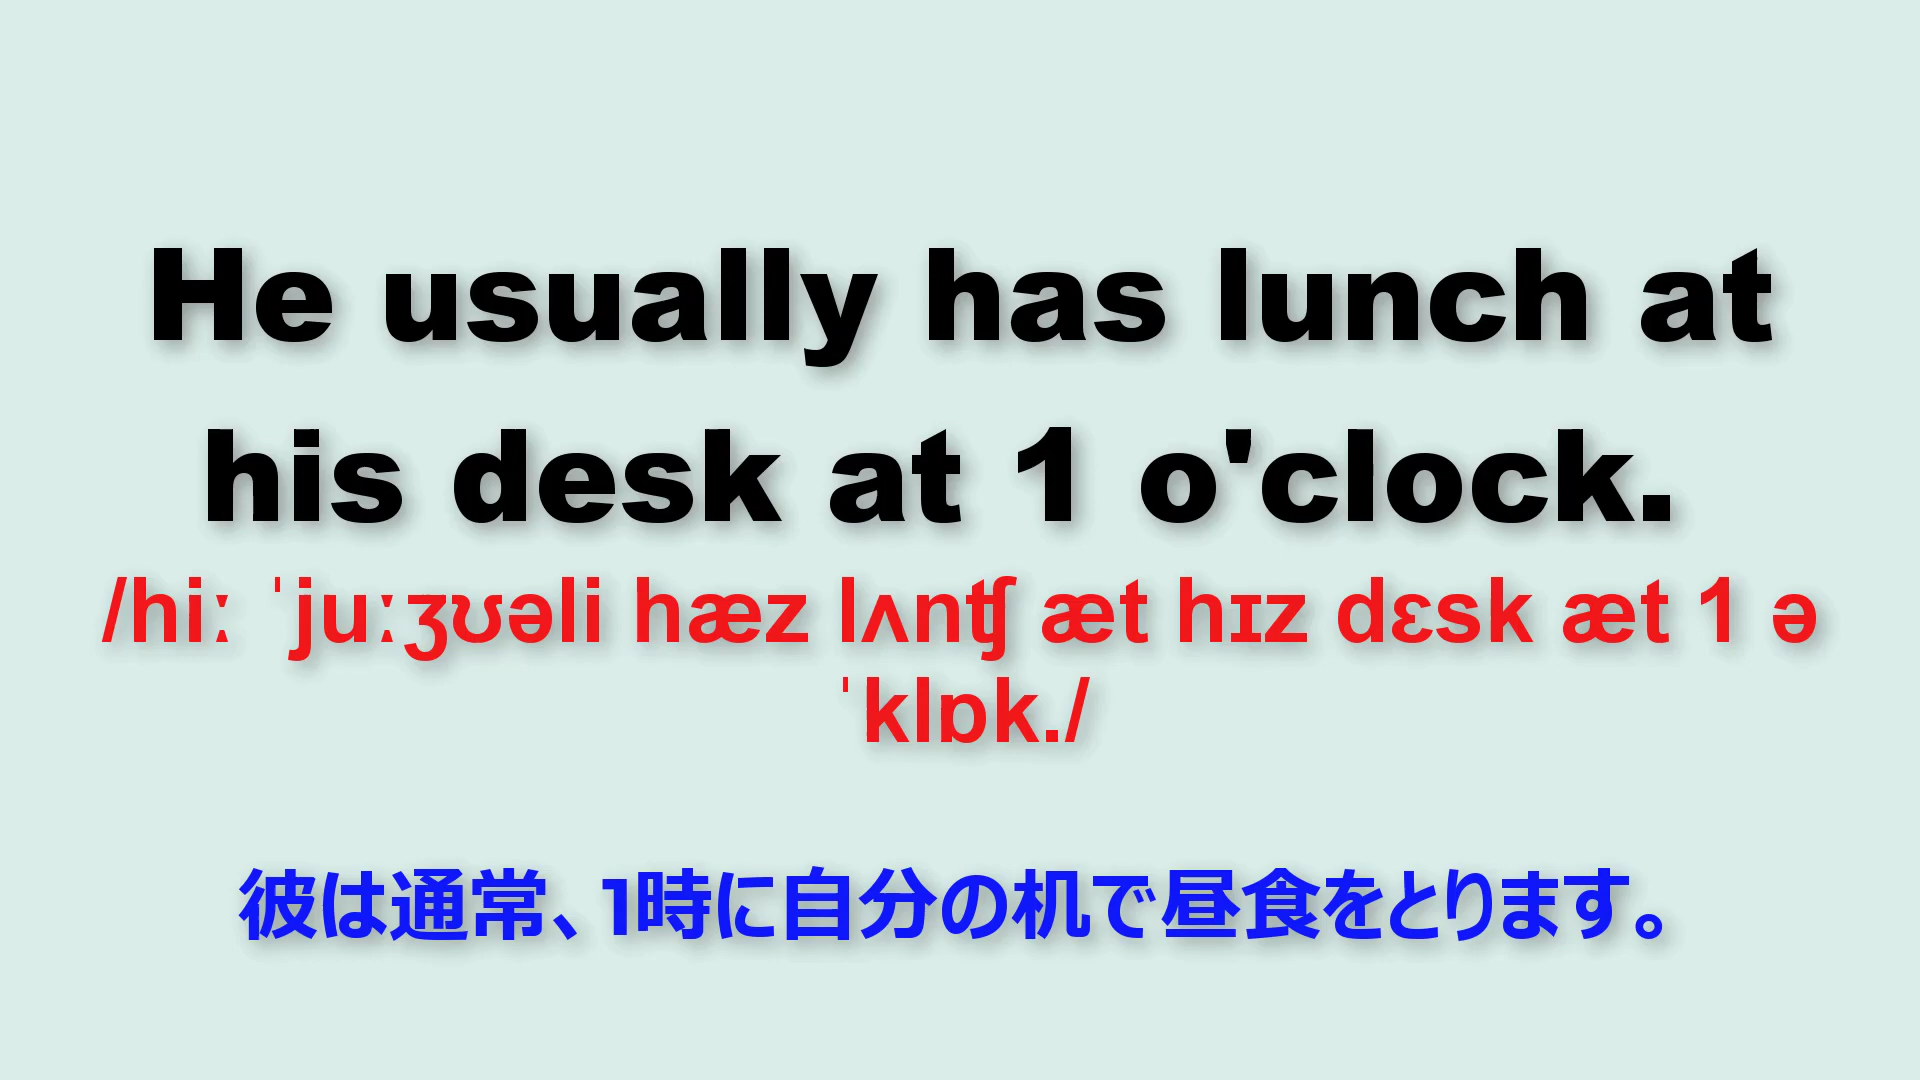 He usually has lunch at
his desk at 1 o'clock.
/hiː ˈjuːʒʊəli hæz lʌnʧ æt hɪz dɛsk æt 1 ə
ˈklɒk./
彼は通常、1時に自分の机で昼食をとります。